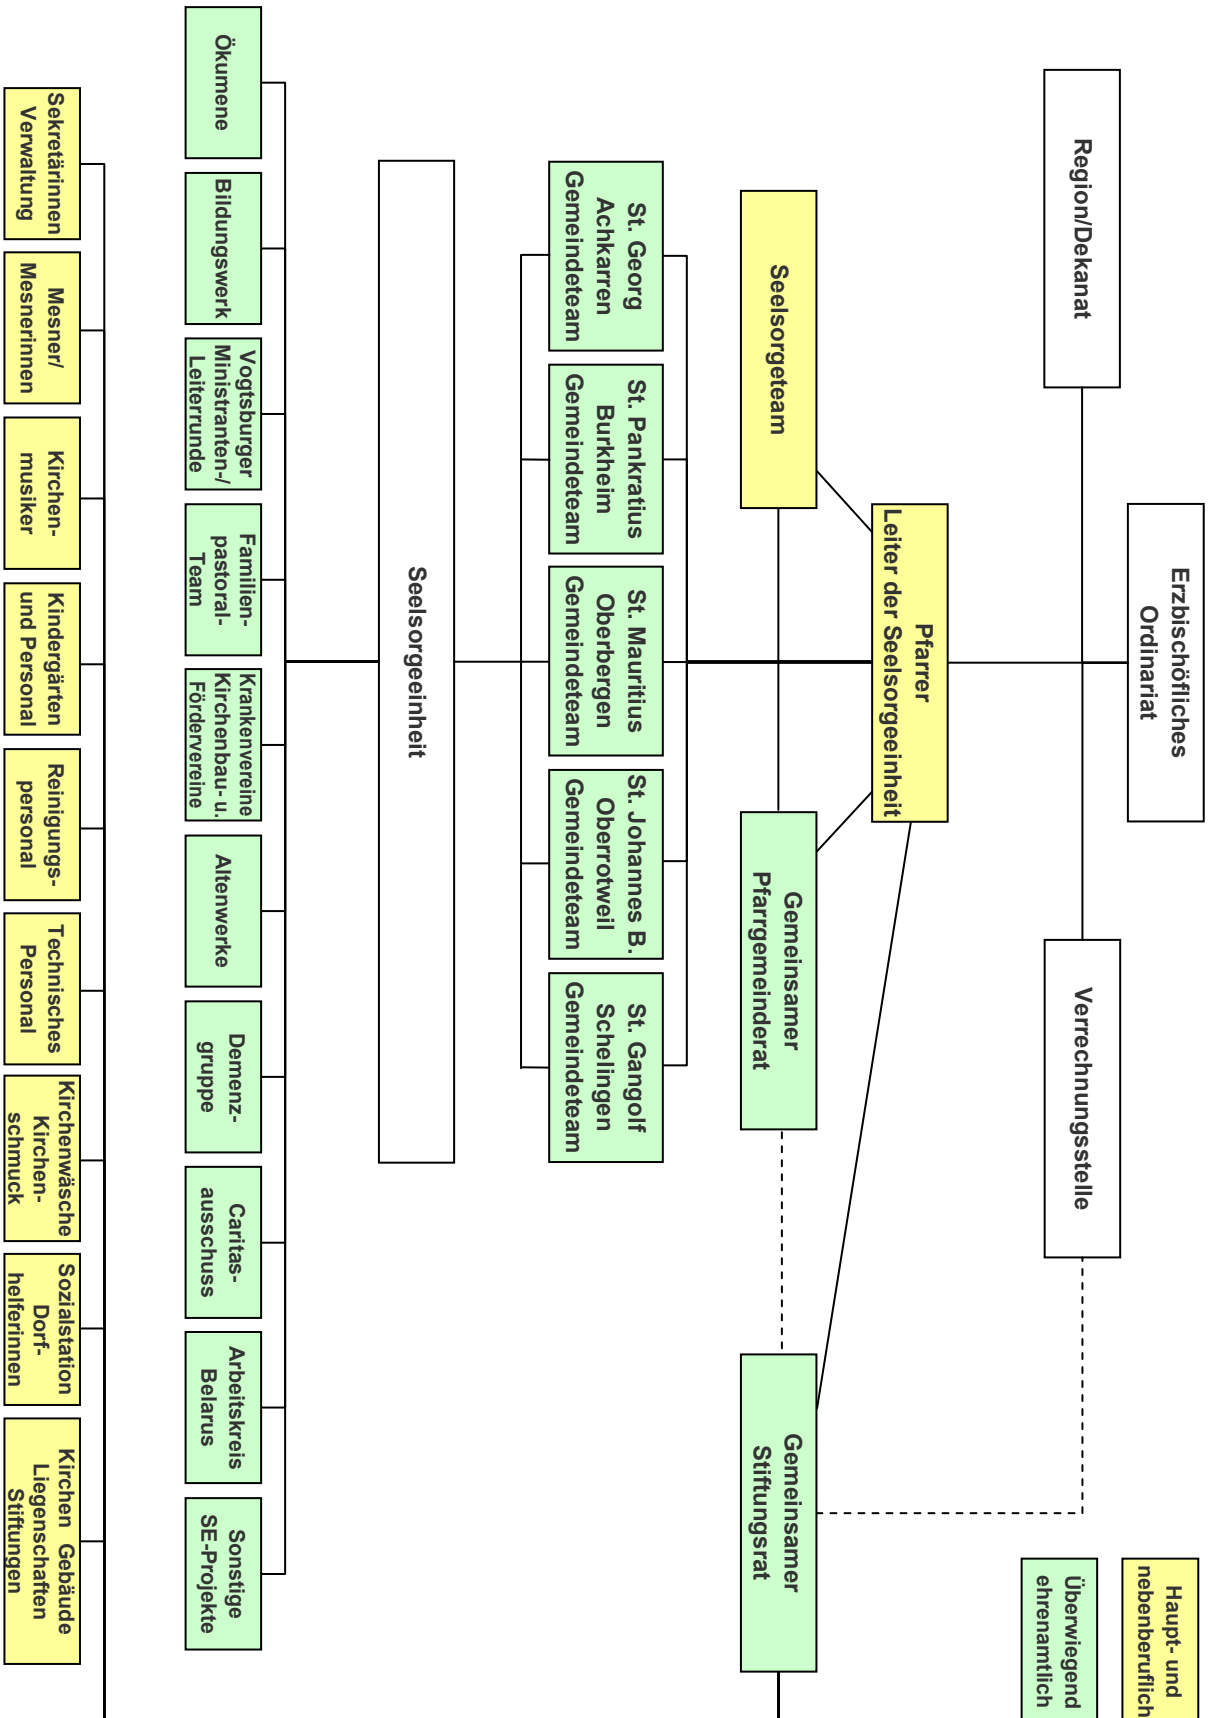 Erzbischöfliches
Ordinariat
Haupt- und
nebenberuflich
Region/Dekanat
Verrechnungsstelle
Überwiegend
ehrenamtlich
Pfarrer
Leiter der Seelsorgeeinheit
Seelsorgeteam
Gemeinsamer
Pfarrgemeinderat
Gemeinsamer
Stiftungsrat
St. Georg
Achkarren
Gemeindeteam
St. Pankratius
Burkheim
Gemeindeteam
St. Mauritius
Oberbergen
Gemeindeteam
St. Johannes B.
Oberrotweil
Gemeindeteam
St. Gangolf
Schelingen
Gemeindeteam
Seelsorgeeinheit
Ökumene
Bildungswerk
Vogtsburger
Ministranten-/
Leiterrunde
Familien-
pastoral-
Team
Krankenvereine
Kirchenbau- u.
Fördervereine
Altenwerke
Demenz-
gruppe
Caritas-
ausschuss
Arbeitskreis
Belarus
Sonstige
SE-Projekte
Sekretärinnen
Verwaltung
Mesner/
Mesnerinnen
Kirchen-
musiker
Kindergärten
und Personal
Reinigungs-
personal
Technisches
Personal
Kirchenwäsche
Kirchen-
schmuck
Sozialstation
Dorf-
helferinnen
Kirchen Gebäude
Liegenschaften
Stiftungen